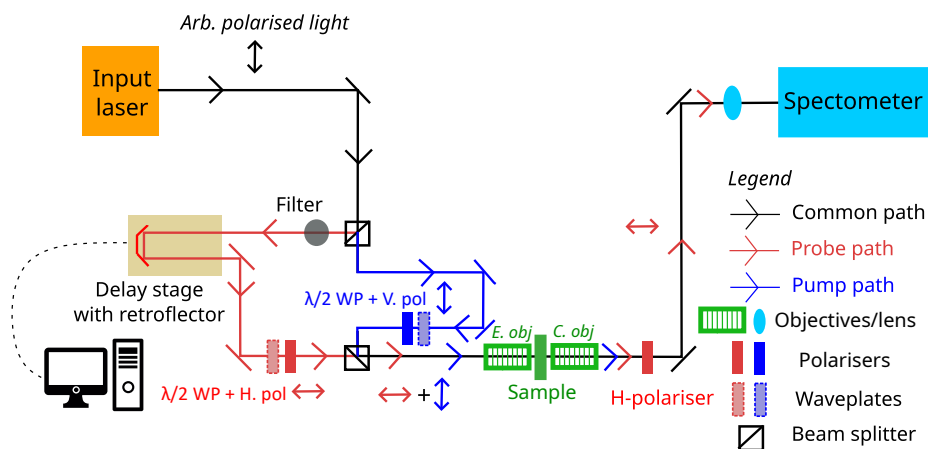 Arb. polarised light
Input
laser
Spectometer
Filter
Legend
Common path
Probe path
Pump path
Delay stage
with retroflector
λ/2 WP + V. pol
Objectives/lens
E. obj
C. obj
Polarisers
Sample
λ/2 WP + H. pol
+
H-polariser
Waveplates
Beam splitter